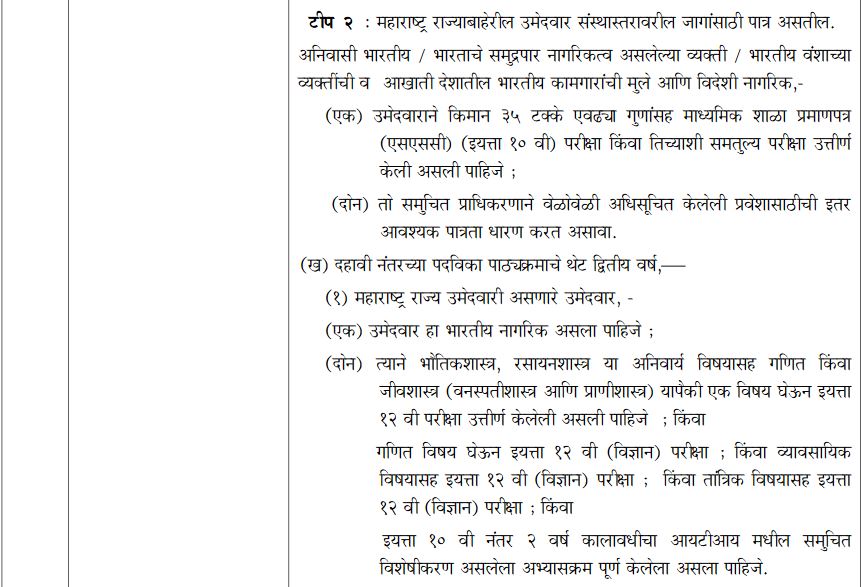 टीप २ : महाराष्ट्र राज्याबाहेरील उमेदवार संस्थास्तरावरील जागांसाठी पात्र असतील.
अनिवासी भारतीय / भारताचे समुद्रपार नागरिकत्व असलेल्या व्यक्ती / भारतीय वंशाच्या
व्यक्तींची व आखाती देशातील भारतीय कामगारांची मुले आणि विदेशी नागरिक,-
(एक) उमेदवाराने किमान ३५ टक्के एवढ्या गुणांसह माध्यमिक शाळा प्रमाणपत्र
(एसएससी) (इयत्ता १० वी) परीक्षा किंवा तिच्याशी समतुल्य परीक्षा उत्तीर्ण
केली असली पाहिजे ;
(दोन) तो समुचित प्राधिकरणाने वेळोवेळी अधिसूचित केलेली प्रवेशासाठीची इतर
आवश्यक पात्रता धारण करत असावा.
(ख) दहावी नंतरच्या पदविका पाठ्यक्रमाचे थेट द्वितीय वर्ष,—
(१) महाराष्ट्र राज्य उमेदवारी असणारे उमेदवार, -
(एक) उमेदवार हा भारतीय नागरिक असला पाहिजे ;
(दोन) त्याने भौतिकशास्त्र, रसायनशास्त्र या अनिवार्य विषयासह गणित किंवा
जीवशास्त्र (वनस्पतीशास्त्र आणि प्राणीशास्त्र) यापैकी एक विषय घेऊन इयत्ता
१२ वी परीक्षा उत्तीर्ण केलेली असली पाहिजे ; किंवा
गणित विषय घेऊन इयत्ता १२ वी (विज्ञान) परीक्षा ; किंवा व्यावसायिक
विषयासह इयत्ता १२ वी (विज्ञान) परीक्षा ; किंवा तांत्रिक विषयासह इयत्ता
१२ वी (विज्ञान) परीक्षा ; किंवा
इयत्ता १० वी नंतर २ वर्ष कालावधीचा आयटीआय मधील समुचित
विशेषीकरण असलेला अभ्यासक्रम पूर्ण केलेला असला पाहिजे.